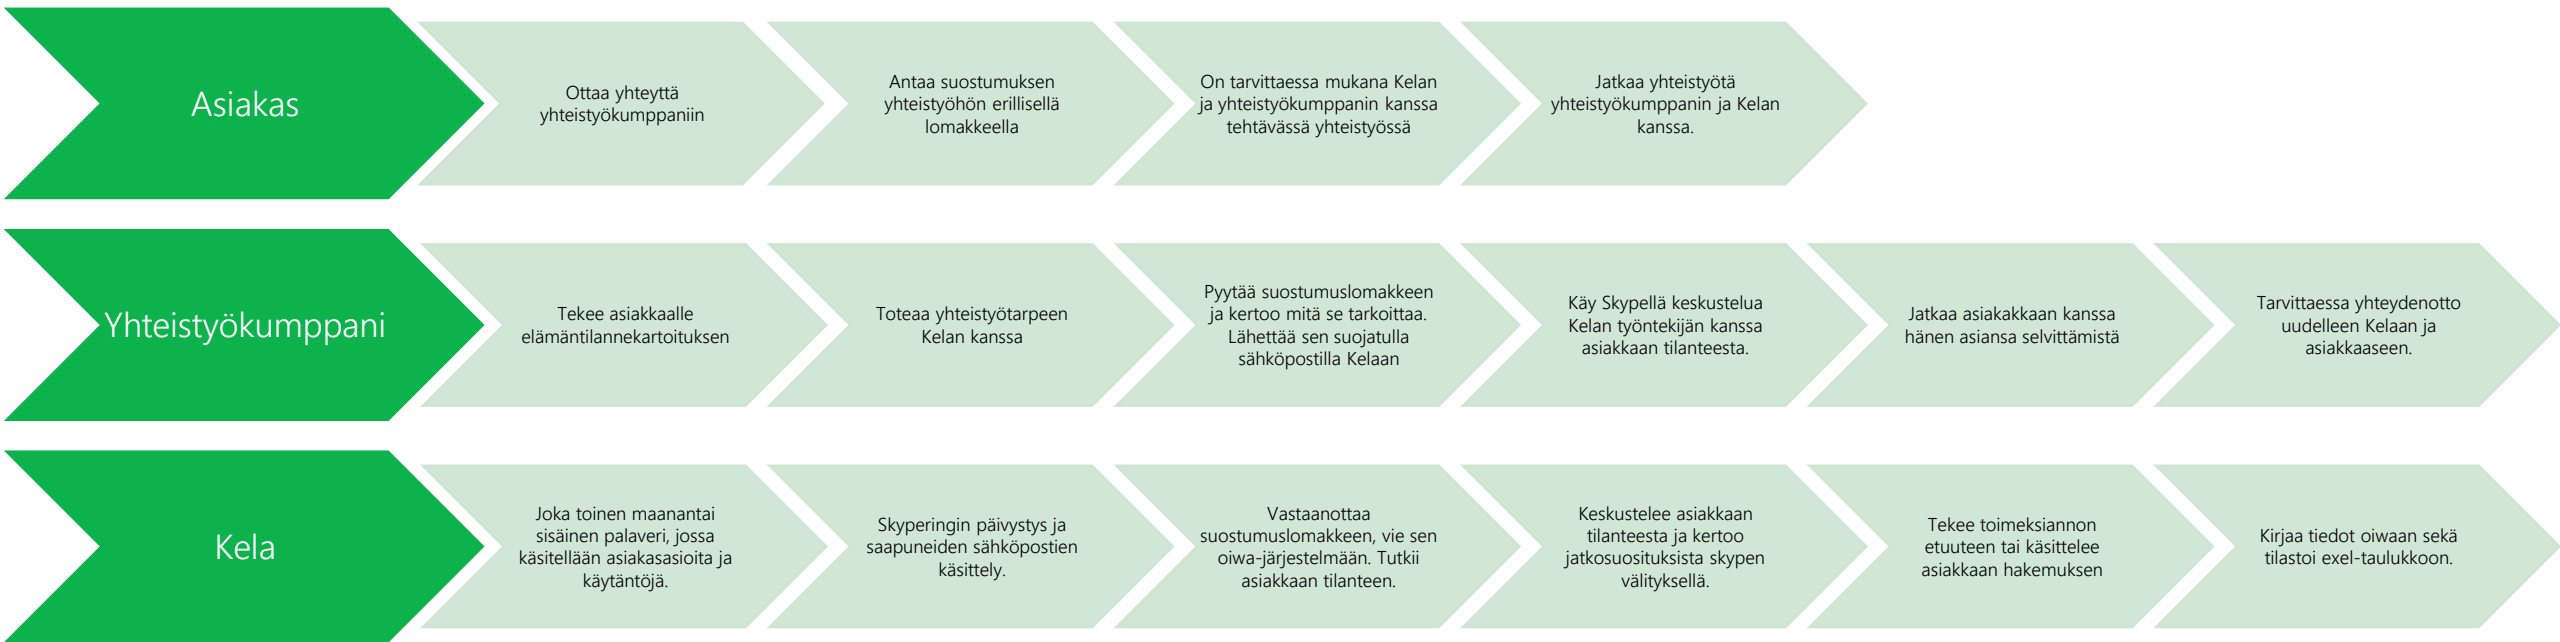 Asiakas
Ottaa yhteyttä
yhteistyökumppaniin
Antaa suostumuksen
yhteistyöhön erillisellä
lomakkeella
On tarvittaessa mukana Kelan
ja yhteistyökumppanin kanssa
tehtävässä yhteistyössä
Jatkaa yhteistyötä
yhteistyökumppanin ja Kelan
kanssa.
Yhteistyökumppani
Tekee asiakkaalle
elämäntilannekartoituksen
Toteaa yhteistyötarpeen
Kelan kanssa
Pyytää suostumuslomakkeen
ja kertoo mitä se tarkoittaa.
Lähettää sen suojatulla
sähköpostilla Kelaan
Käy Skypellä keskustelua
Kelan työntekijän kanssa
asiakkaan tilanteesta.
Jatkaa asiakakkaan kanssa
hänen asiansa selvittämistä
Tarvittaessa yhteydenotto
uudelleen Kelaan ja
asiakkaaseen.
Kela
Joka toinen maanantai
sisäinen palaveri, jossa
käsitellään asiakasasioita ja
käytäntöjä.
Skyperingin päivystys ja
saapuneiden sähköpostien
käsittely.
Vastaanottaa
suostumuslomakkeen, vie sen
oiwa-järjestelmään. Tutkii
asiakkaan tilanteen.
Keskustelee asiakkaan
tilanteesta ja kertoo
jatkosuosituksista skypen
välityksellä.
Tekee toimeksiannon
etuuteen tai käsittelee
asiakkaan hakemuksen
Kirjaa tiedot oiwaan sekä
tilastoi exel-taulukkoon.